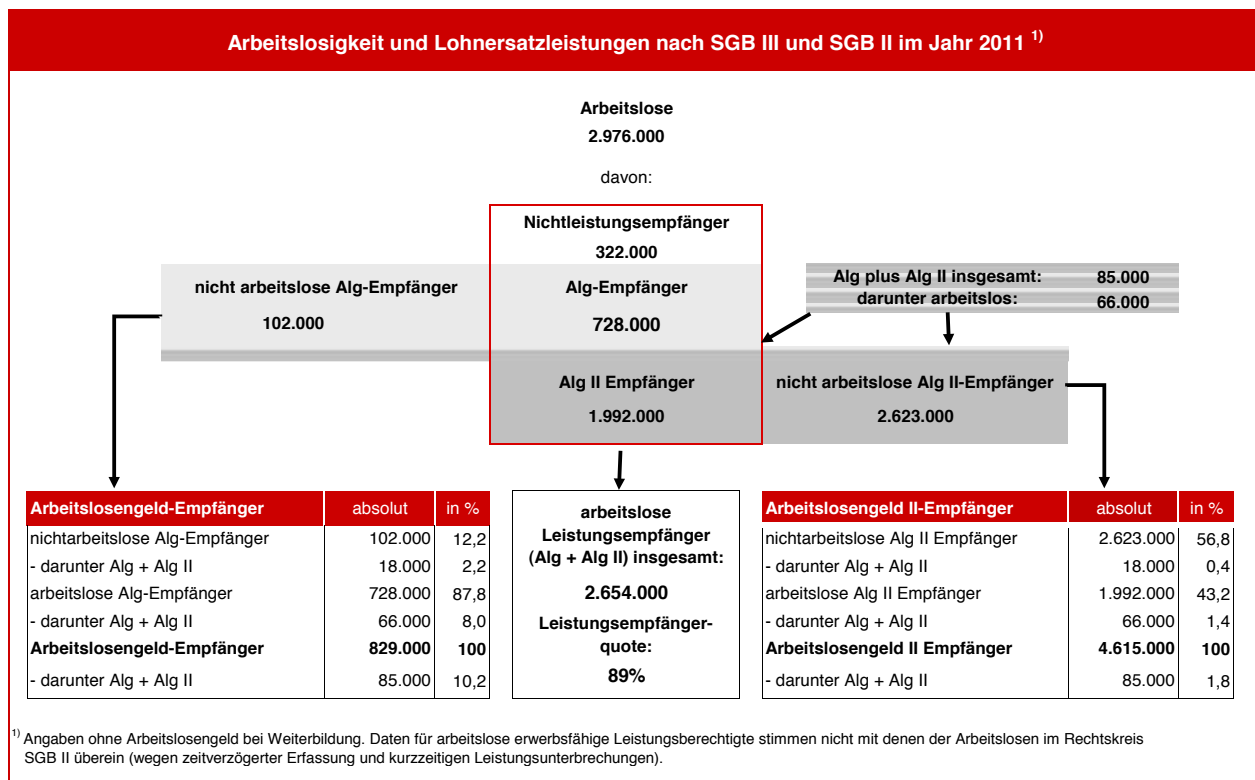 Arbeitslosigkeit und Lohnersatzleistungen nach SGB III und SGB II im Jahr 2011 1)
Arbeitslose
2.976.000
davon:
Nichtleistungsempfänger
322.000
nicht arbeitslose Alg-Empfänger
102.000
Alg-Empfänger
728.000
Alg plus Alg II insgesamt: 85.000
darunter arbeitslos: 66.000
Alg II Empfänger
1.992.000
nicht arbeitslose Alg II-Empfänger
2.623.000
Arbeitslosengeld-Empfänger absolut in %
nichtarbeitslose Alg-Empfänger 102.000 12,2
- darunter Alg + Alg II 18.000 2,2
arbeitslose Alg-Empfänger 728.000 87,8
- darunter Alg + Alg II 66.000 8,0
Arbeitslosengeld-Empfänger 829.000 100
- darunter Alg + Alg II 85.000 10,2
arbeitslose
Leistungsempfänger
(Alg + Alg II) insgesamt:
2.654.000
Leistungsempfänger-
quote:
89%
Arbeitslosengeld II-Empfänger absolut in %
nichtarbeitslose Alg II Empfänger 2.623.000 56,8
- darunter Alg + Alg II 18.000 0,4
arbeitslose Alg II Empfänger 1.992.000 43,2
- darunter Alg + Alg II 66.000 1,4
Arbeitslosengeld II Empfänger 4.615.000 100
- darunter Alg + Alg II 85.000 1,8
1) Angaben ohne Arbeitslosengeld bei Weiterbildung. Daten für arbeitslose erwerbsfähige Leistungsberechtigte stimmen nicht mit denen der Arbeitslosen im Rechtskreis
SGB II überein (wegen zeitverzögerter Erfassung und kurzzeitigen Leistungsunterbrechungen).